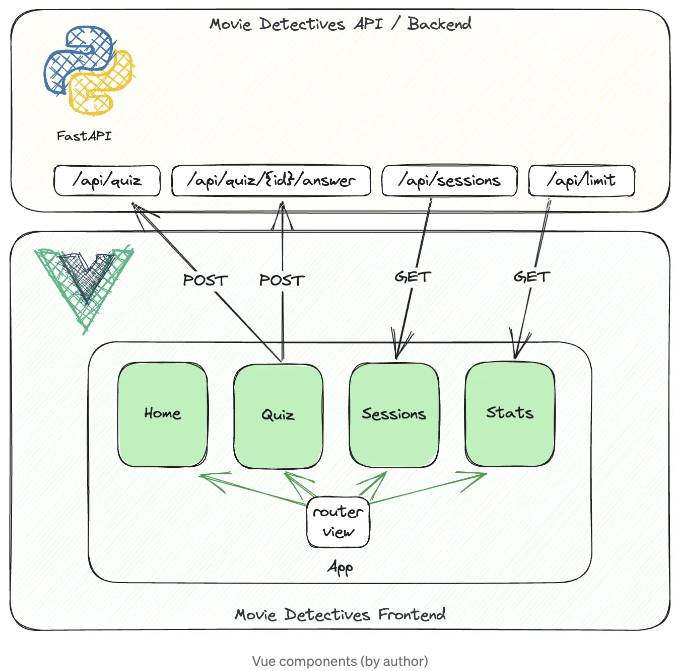 Movie Detectives API / Backend
FastAPI
/api/quiz
/api/quiz/{id}/answer
/api/sessions
/api/limit
POST
POST
GET
GET
Home
Quiz
Sessions
Stats
router
view
App
Movie Detectives Frontend
Vue components (by author)